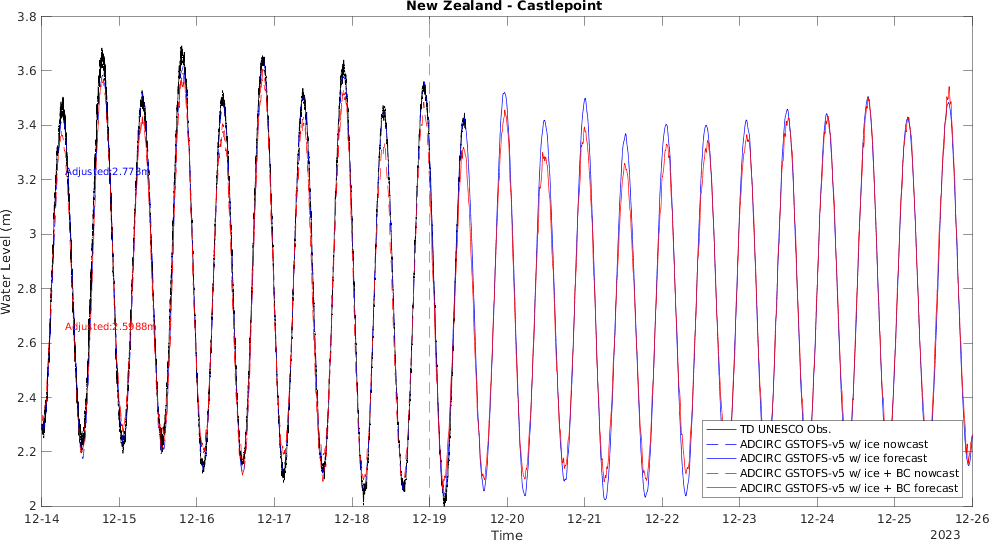 New Zealand - Castlepoint
3.8
3.6
3.4
3.2
3
2.8
2.6
2.4
2.2
2
Water Level (m)
Adjusted:2.773m
Adjusted:2.5988m
TD UNESCO Obs.
ADCIRC GSTOFS-v5 w/ ice nowcast
ADCIRC GSTOFS-v5 w/ ice forecast
ADCIRC GSTOFS-v5 w/ ice + BC nowcast
ADCIRC GSTOFS-v5 w/ ice + BC forecast
12-14 12-15 12-16 12-17 12-18 12-19 12-20 12-21 12-22 12-23 12-24 12-25 12-26
Time
2023